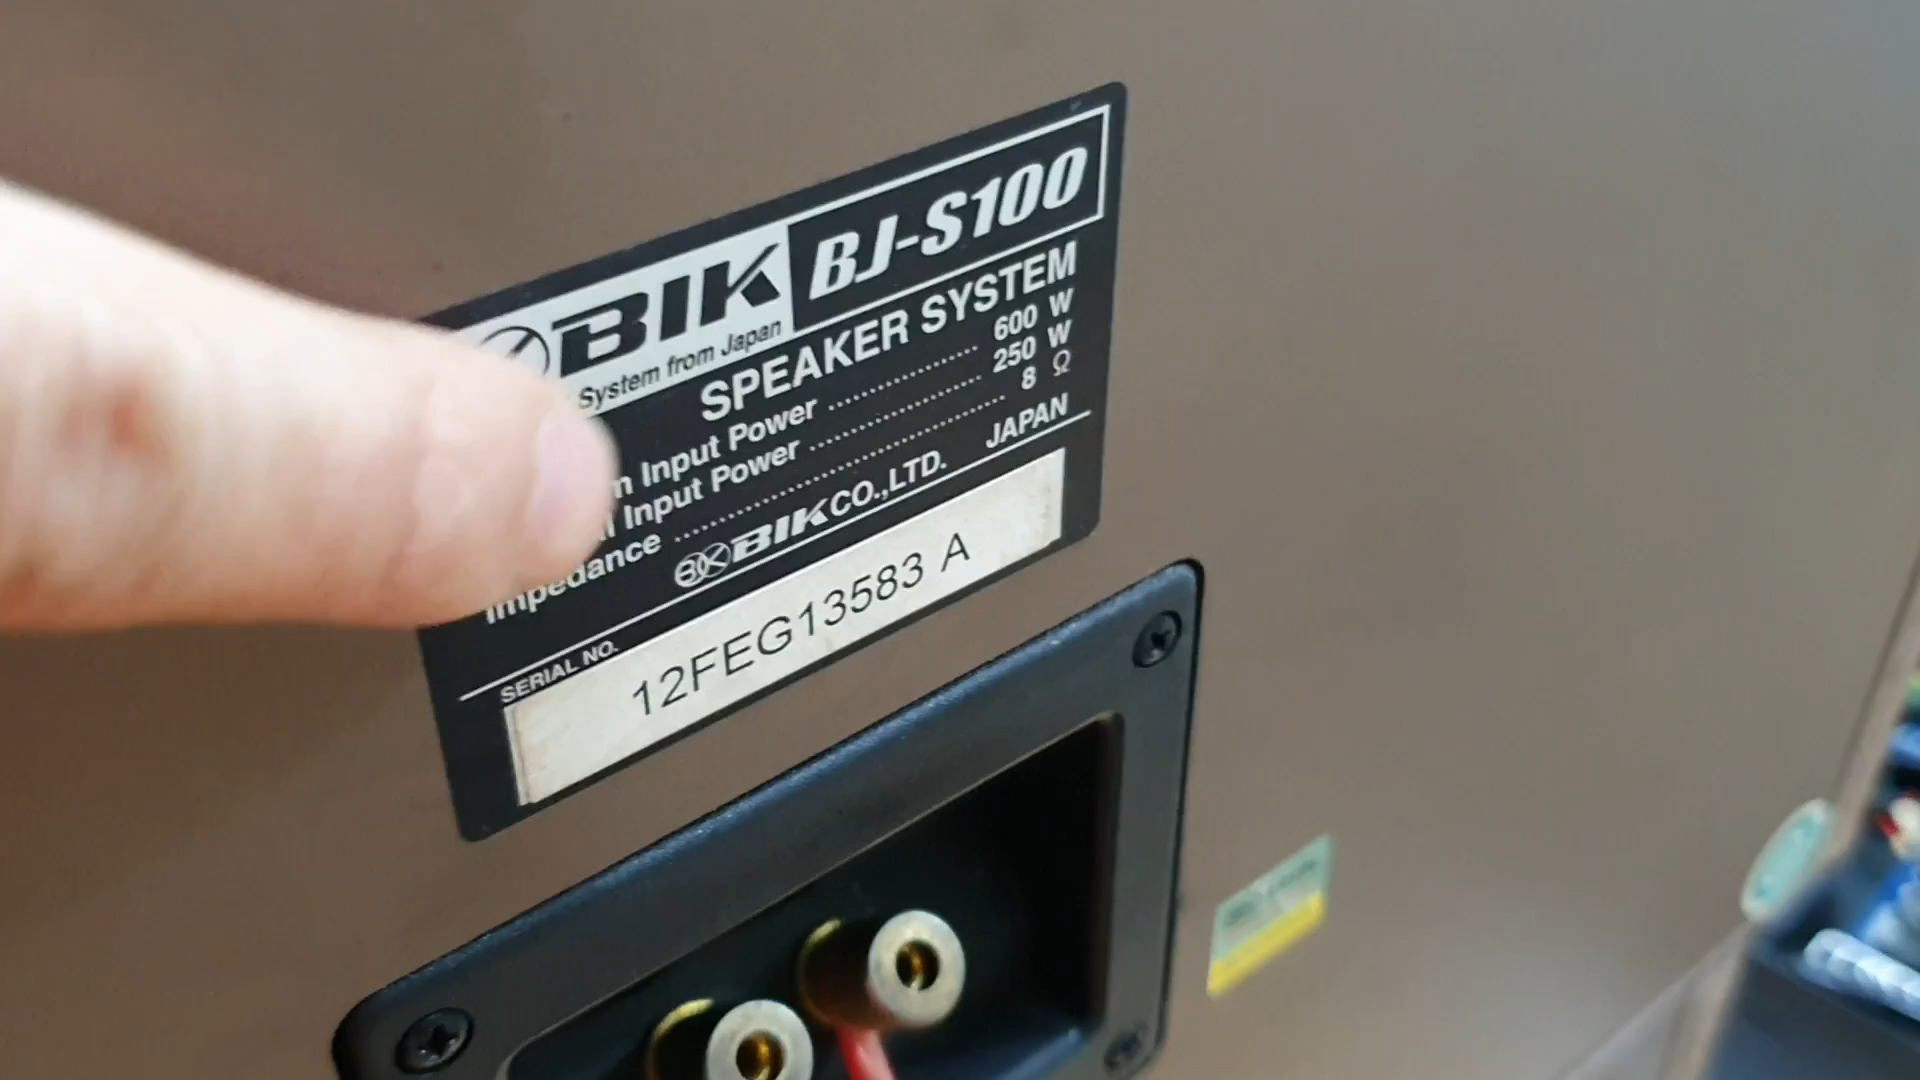 BIK BJ-S100
System from Japan
SPEAKER SYSTEM
Input Power ........................ 600 W
Input Power ........................ 250 W
Impedance ........................ 8 Ω
BIK CO.,LTD. JAPAN
SERIAL NO.
12FEG13583 A